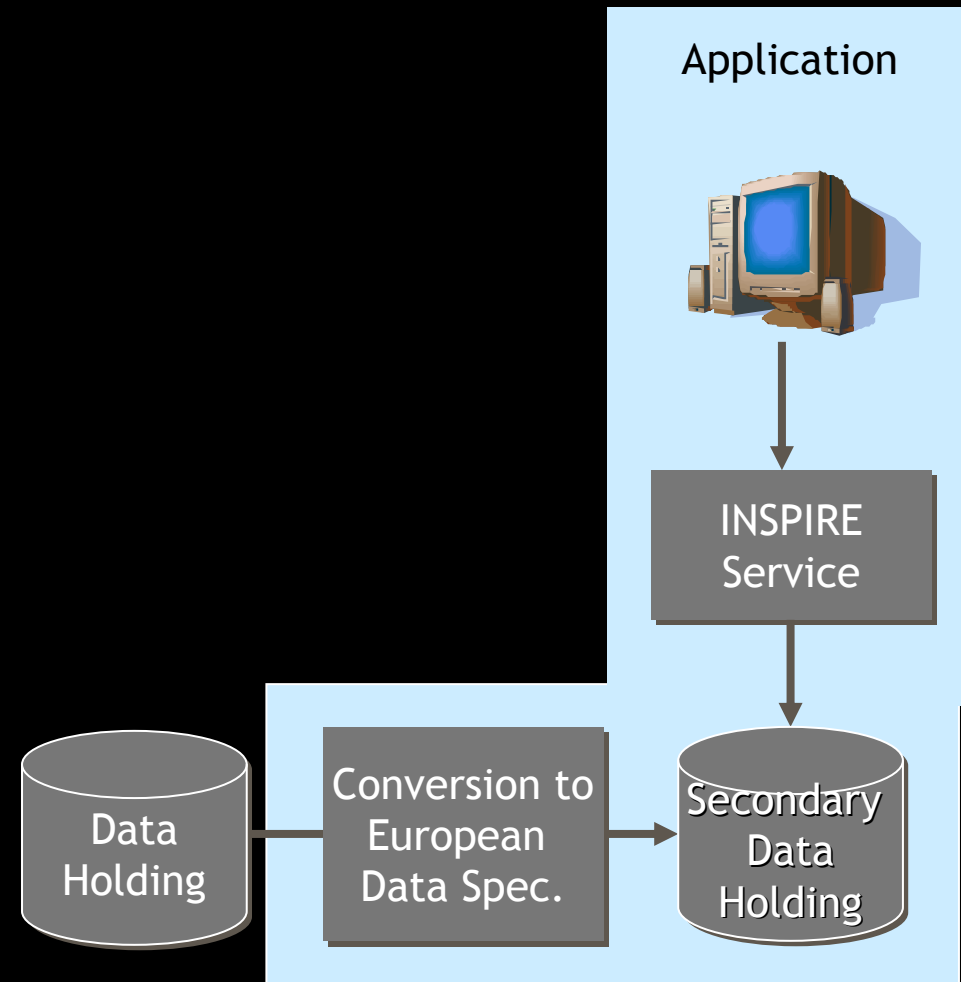 Application
INSPIRE
Service
Conversion to
European
Data Spec.
Data
Holding
Secondary
Data
Holding